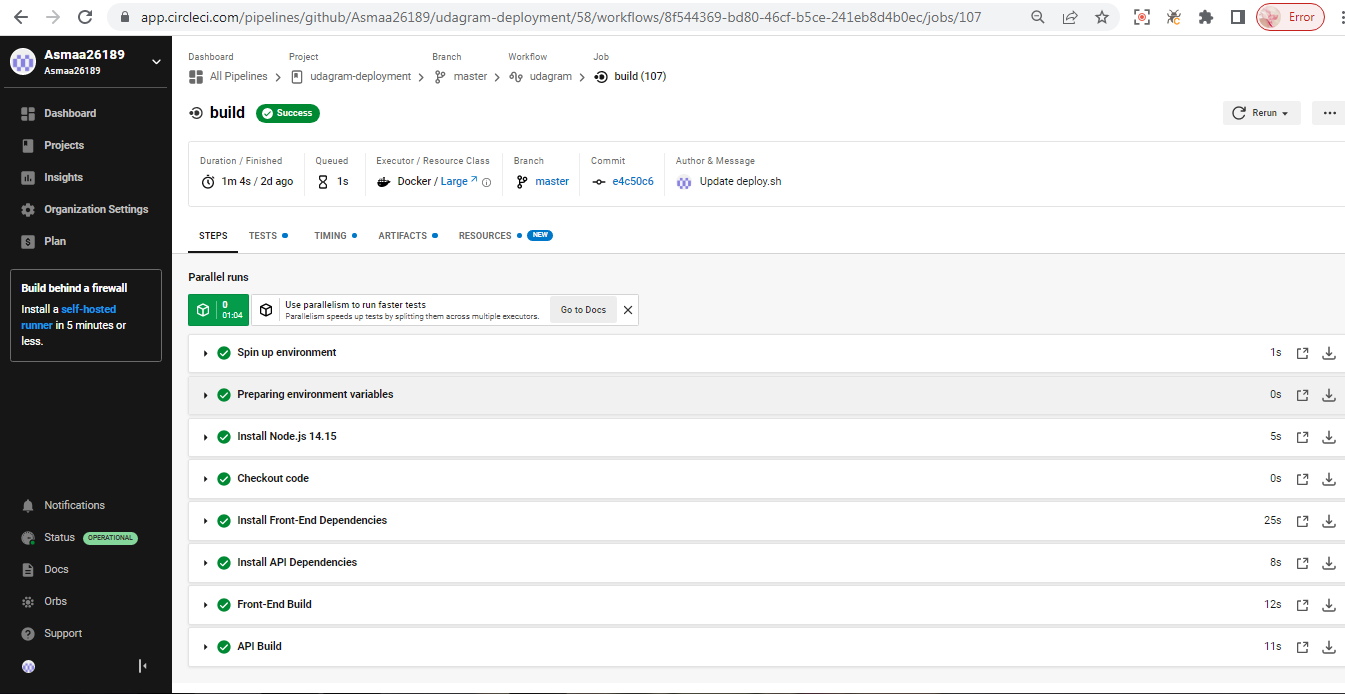 app.circleci.com/pipelines/github/Asmaa26189/udagram-deployment/58/workflows/8f544369-bd80-46cf-b5ce-241eb8d4b0ec/jobs/107
Error
Asmaa26189
Asmaa26189
Dashboard
Projects
Insights
Organization Settings
Plan
Build behind a firewall
Install a self-hosted
runner in 5 minutes or
less.
Notifications
Status OPERATIONAL
Docs
Orbs
Support
Dashboard Project Branch Workflow Job
All Pipelines udagram-deployment master udagram build (107)
build Success
Rerun
Duration / Finished Queued Executor / Resource Class Branch Commit Author & Message
1m 4s / 2d ago 1s Docker / Large master e4c50c6 Update deploy.sh
STEPS TESTS TIMING ARTIFACTS RESOURCES NEW
Parallel runs
0
01:04
Use parallelism to run faster tests
Parallelism speeds up tests by splitting them across multiple executors.
Go to Docs
Spin up environment 1s
Preparing environment variables 0s
Install Node.js 14.15 5s
Checkout code 0s
Install Front-End Dependencies 25s
Install API Dependencies 8s
Front-End Build 12s
API Build 11s